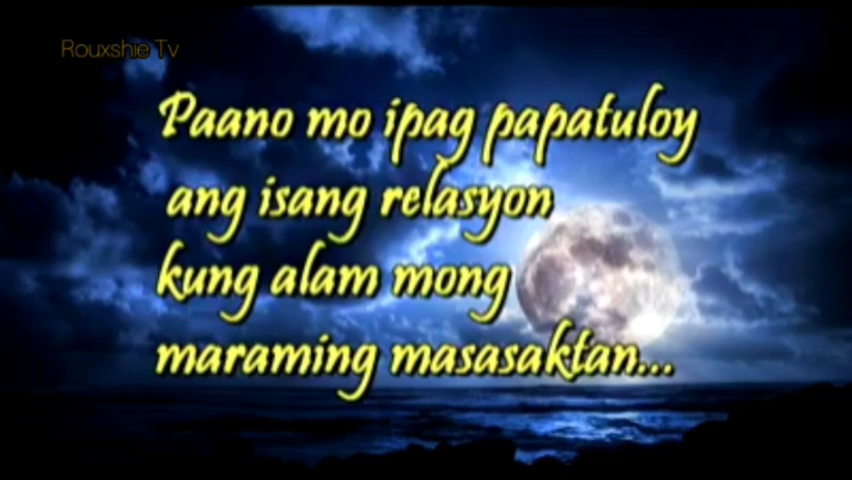 Rouxshie Tv
Paano mo ipag papatuloy
ang isang relasyon
kung alam mong
maraming masasaktan...